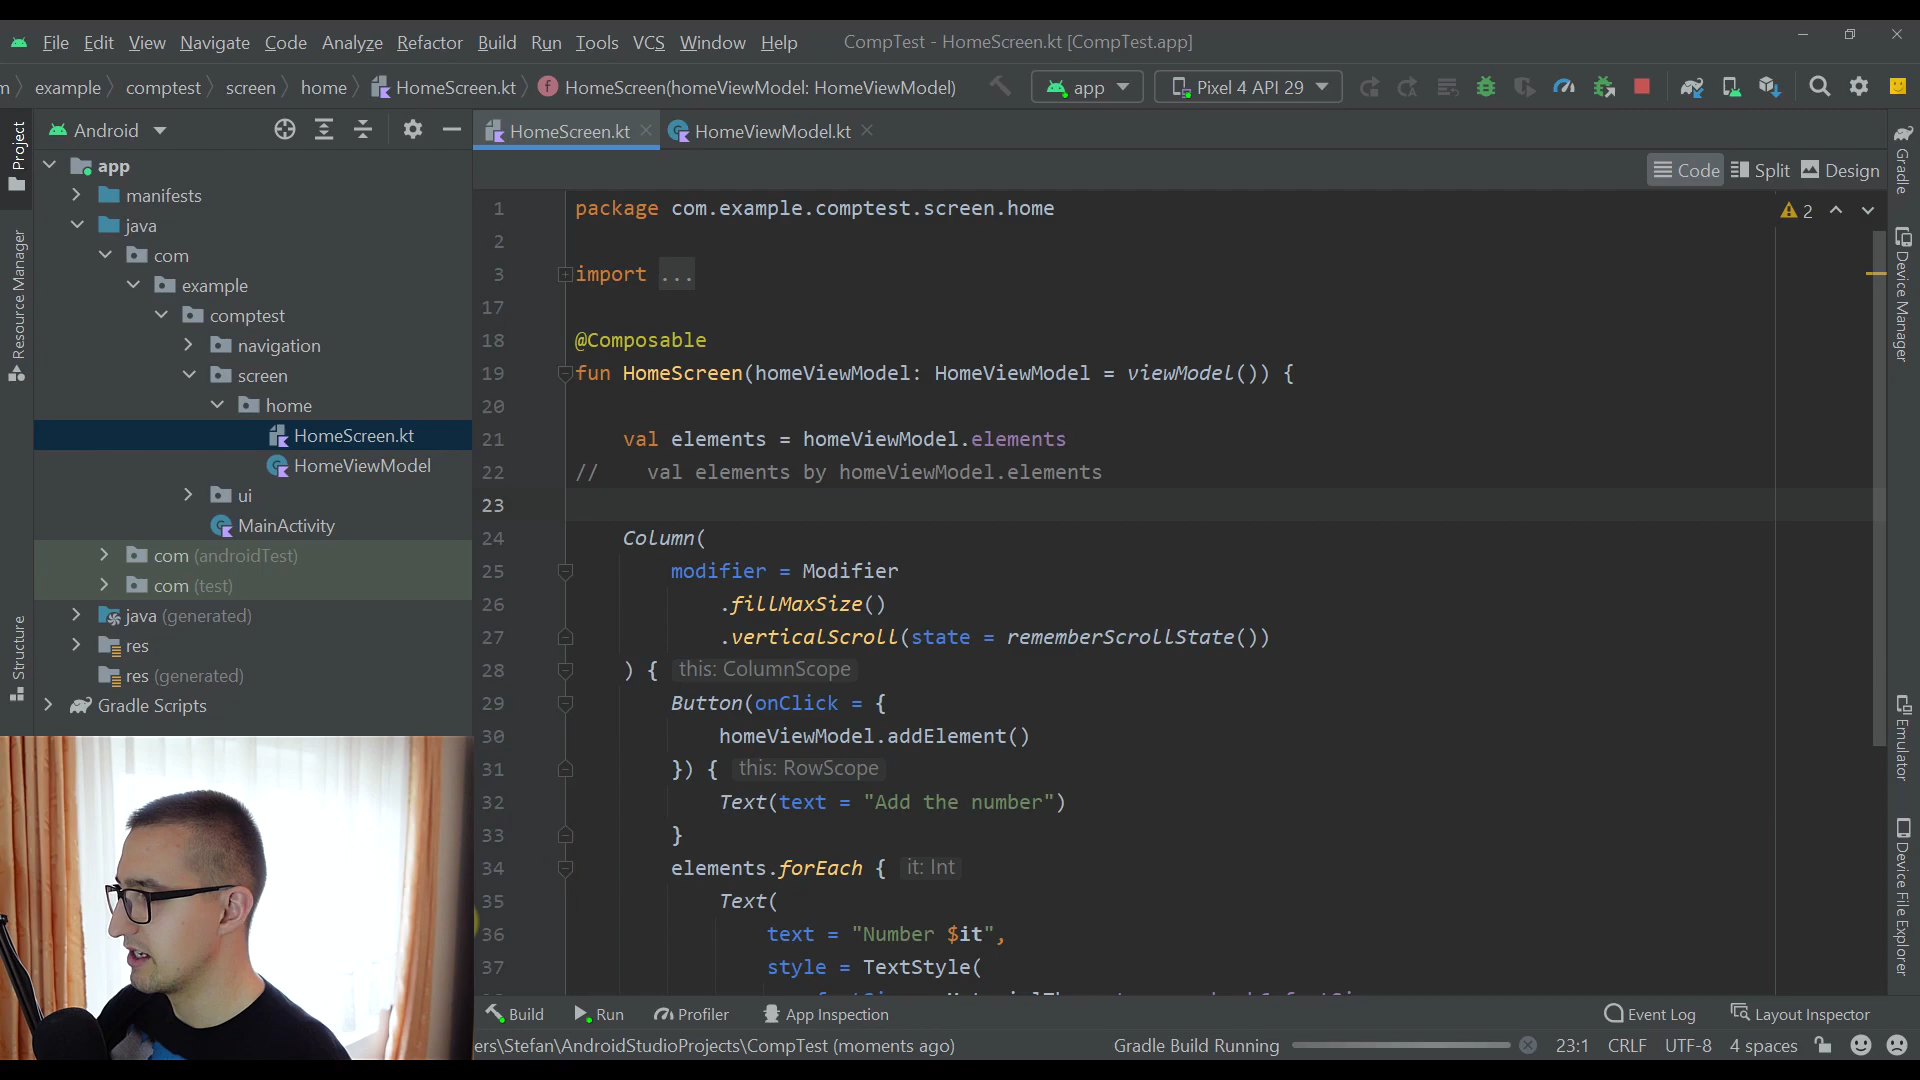 File Edit View Navigate Code Analyze Refactor Build Run Tools VCS Window Help CompTest - HomeScreen.kt [CompTest.app]
example comptest screen home HomeScreen.kt HomeScreen(homeViewModel: HomeViewModel) app Pixel 4 API 29
Android
HomeScreen.kt HomeViewModel.kt
Code Split Design
Project
Resource Manager
Structure
app
manifests
java
com
example
comptest
navigation
screen
home
HomeScreen.kt
HomeViewModel
ui
MainActivity
com (androidTest)
com (test)
java (generated)
res
res (generated)
Gradle Scripts
1 package com.example.comptest.screen.home
2
3 import ...
17
18 @Composable
19 fun HomeScreen(homeViewModel: HomeViewModel = viewModel()) {
20
21 val elements = homeViewModel.elements
22 // val elements by homeViewModel.elements
23
24 Column(
25 modifier = Modifier
26 .fillMaxSize()
27 .verticalScroll(state = rememberScrollState())
28 ) { this: ColumnScope
29 Button(onClick = {
30 homeViewModel.addElement()
31 }) { this: RowScope
32 Text(text = "Add the number")
33 }
34 elements.forEach { it: Int
35 Text(
36 text = "Number $it",
37 style = TextStyle(
2
Gradle
Device Manager
Emulator
Device File Explorer
Build Run Profiler App Inspection Event Log Layout Inspector
ers\Stefan\AndroidStudioProjects\CompTest (moments ago) Gradle Build Running 23:1 CRLF UTF-8 4 spaces